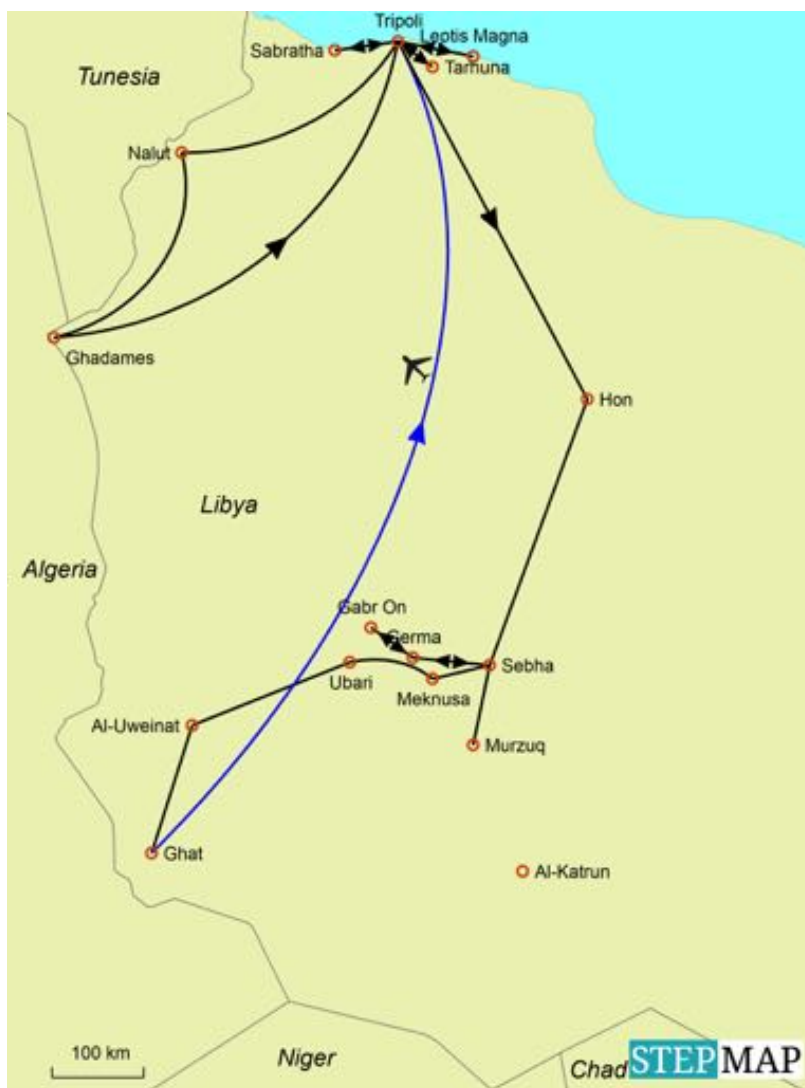 Tripoli
Leptis Magna
Sabratha
Tarhuna
Tunesia
Nalut
Ghadames
Hon
Libya
Algeria
Gabr On
Germa
Sebha
Ubari
Meknusa
Al-Uweinat
Murzuq
Ghat
Al-Katrun
100 km
Niger
Chad
STEPMAP